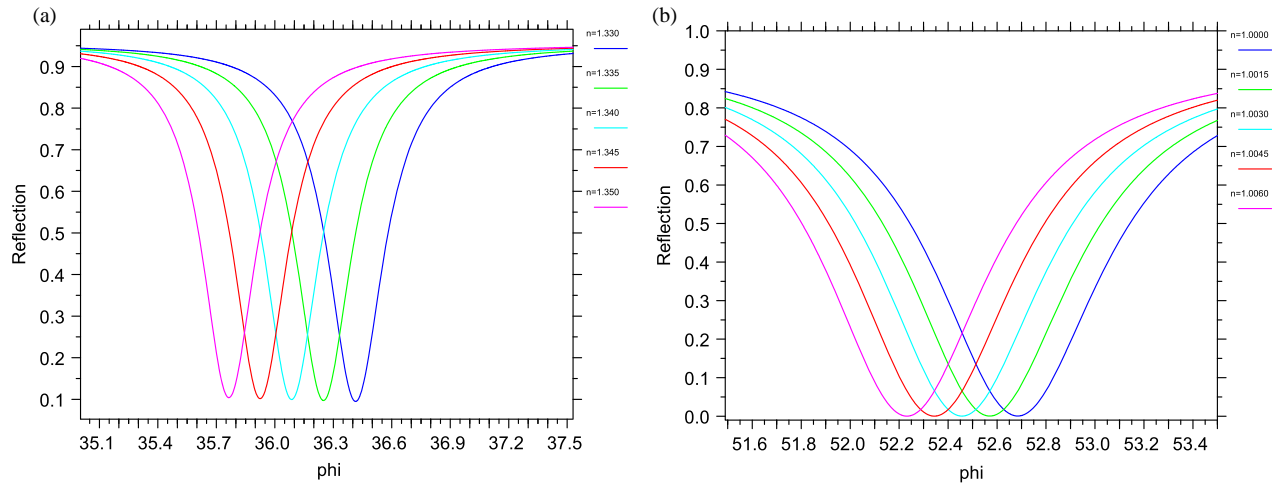 (a)
n=1.330
n=1.335
n=1.340
n=1.345
n=1.350
0.9
0.8
0.7
0.6
0.5
0.4
0.3
0.2
0.1
Reflection
35.1 35.4 35.7 36.0 36.3 36.6 36.9 37.2 37.5
phi
(b)
n=1.0000
n=1.0015
n=1.0030
n=1.0045
n=1.0060
1.0
0.9
0.8
0.7
0.6
0.5
0.4
0.3
0.2
0.1
0.0
Reflection
51.6 51.8 52.0 52.2 52.4 52.6 52.8 53.0 53.2 53.4
phi